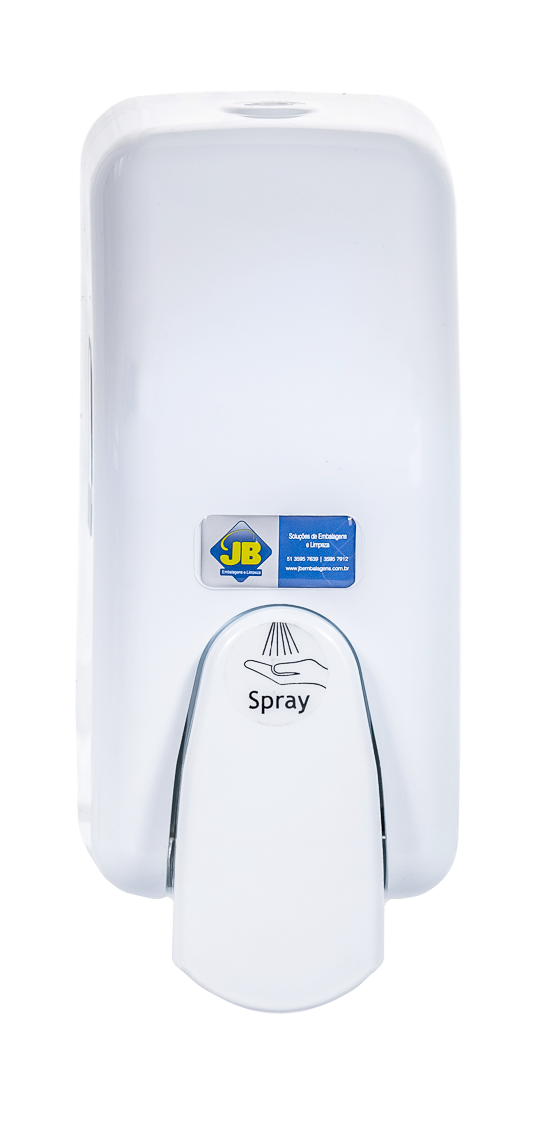 JB
Embalagens e Limpeza
Soluções de Embalagens
e Limpeza
51 3595 7639 | 3595 7912
www.jbembalagens.com.br
Spray